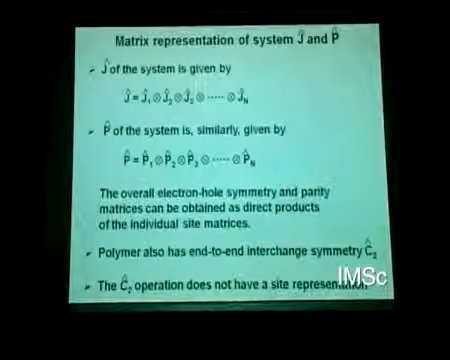 Matrix representation of system Ĵ and P̂
➢ Ĵ of the system is given by
Ĵ = Ĵ₁ ⊗ Ĵ₂ ⊗ Ĵ₃ ⊗ ····· ⊗ Ĵ_N
➢ P̂ of the system is, similarly, given by
P̂ = P̂₁ ⊗ P̂₂ ⊗ P̂₃ ⊗ ····· ⊗ P̂_N
The overall electron-hole symmetry and parity
matrices can be obtained as direct products
of the individual site matrices.
➢ Polymer also has end-to-end interchange symmetry Ĉ₂
➢ The Ĉ₂ operation does not have a site representation
IMSc